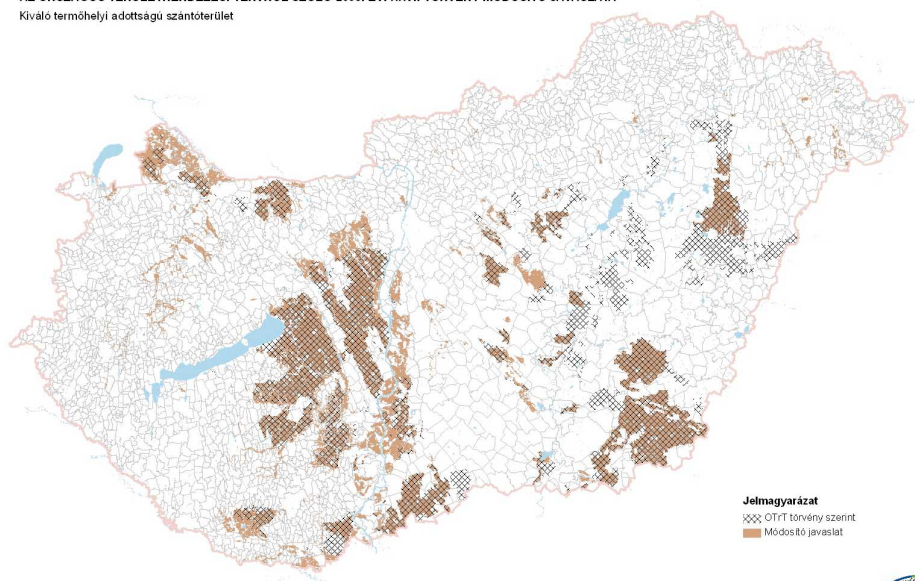 Kiváló termőhelyi adottságú szántóterület
Jelmagyarázat
OTrT törvény szerint
Módosító javaslat